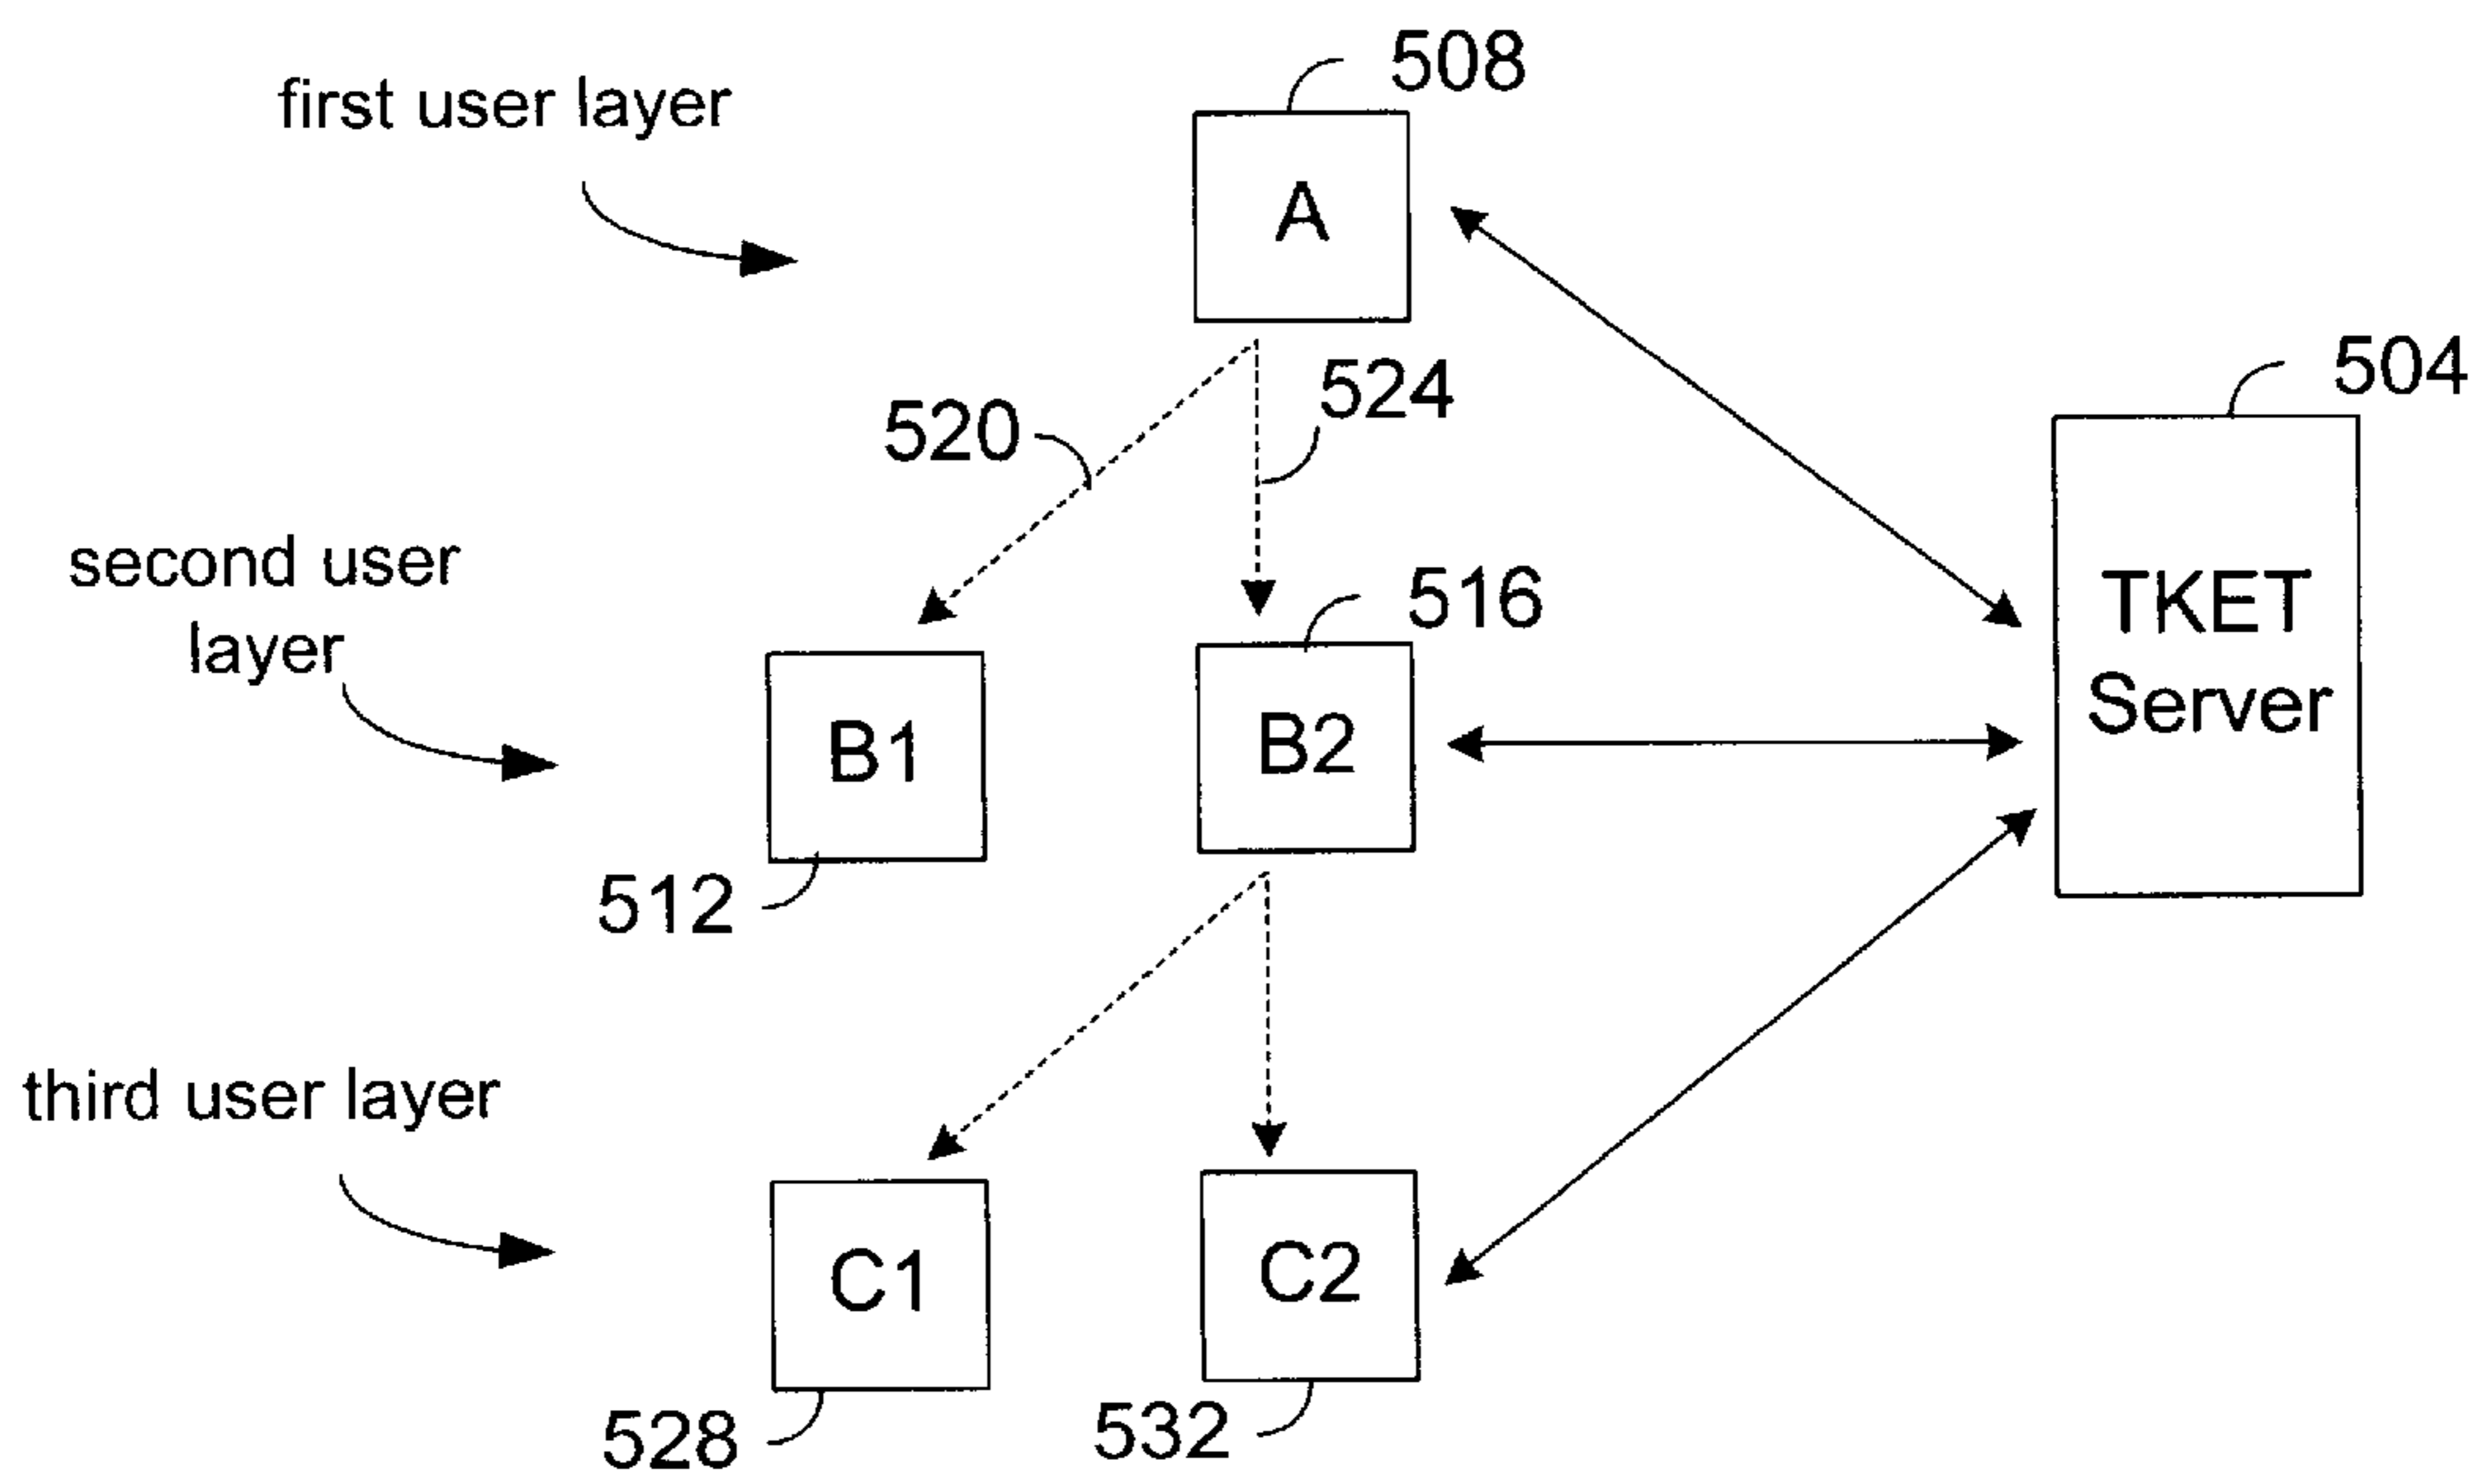 508
first user layer
A
504
520
524
second user
layer
516
TKET
Server
B1
B2
512
third user layer
C1
C2
528
532